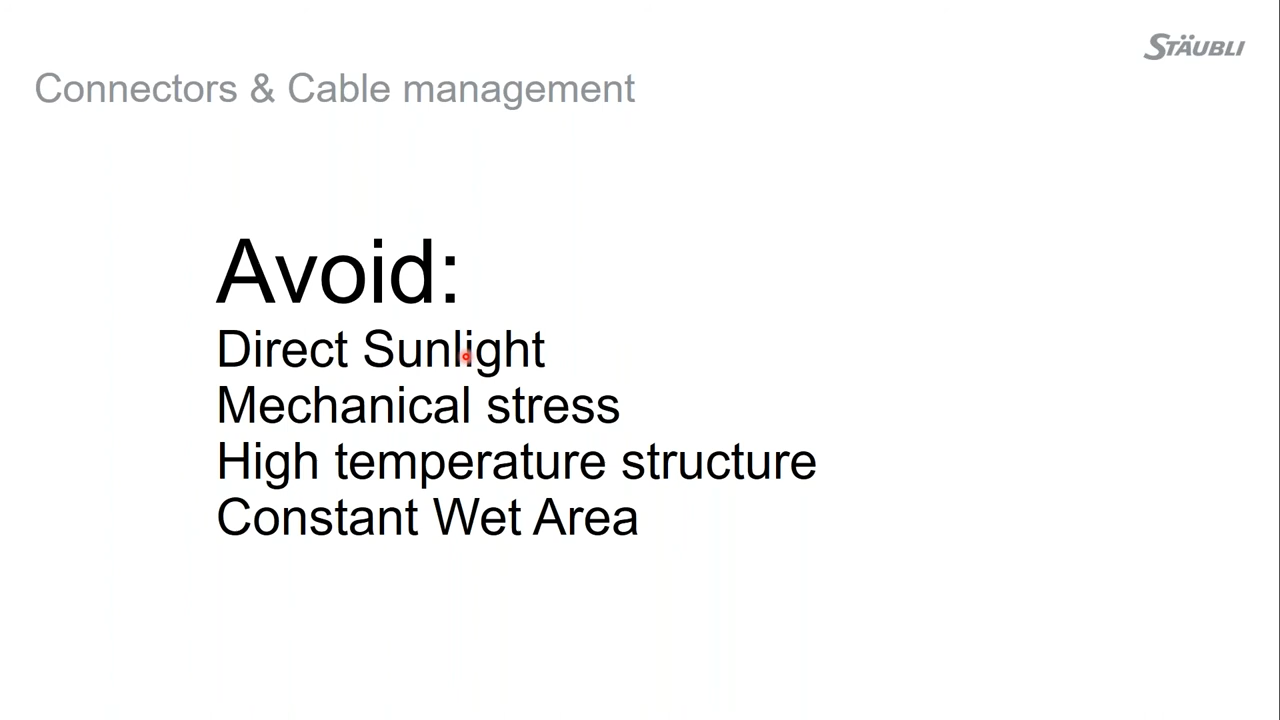 STÄUBLI
Connectors & Cable management
Avoid:
Direct Sunlight
Mechanical stress
High temperature structure
Constant Wet Area